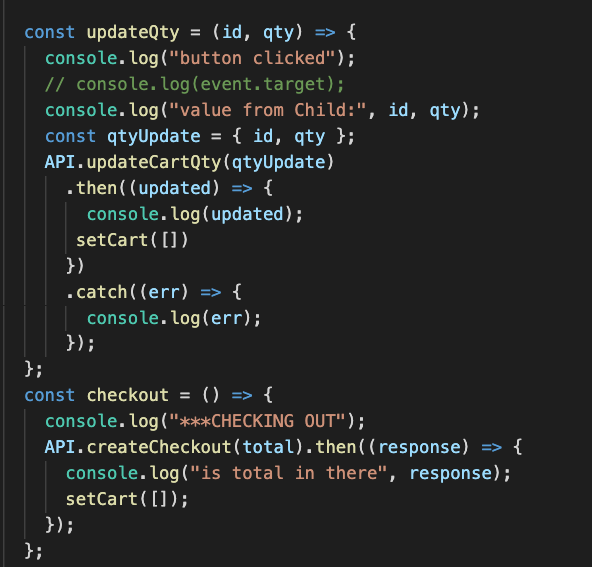 const updateQty = (id, qty) => {
  console.log("button clicked");
  // console.log(event.target);
  console.log("value from Child:", id, qty);
  const qtyUpdate = { id, qty };
  API.updateCartQty(qtyUpdate)
    .then((updated) => {
      console.log(updated);
     setCart([])
    })
    .catch((err) => {
      console.log(err);
    });
};
const checkout = () => {
  console.log("***CHECKING OUT");
  API.createCheckout(total).then((response) => {
    console.log("is total in there", response);
    setCart([]);
  });
};